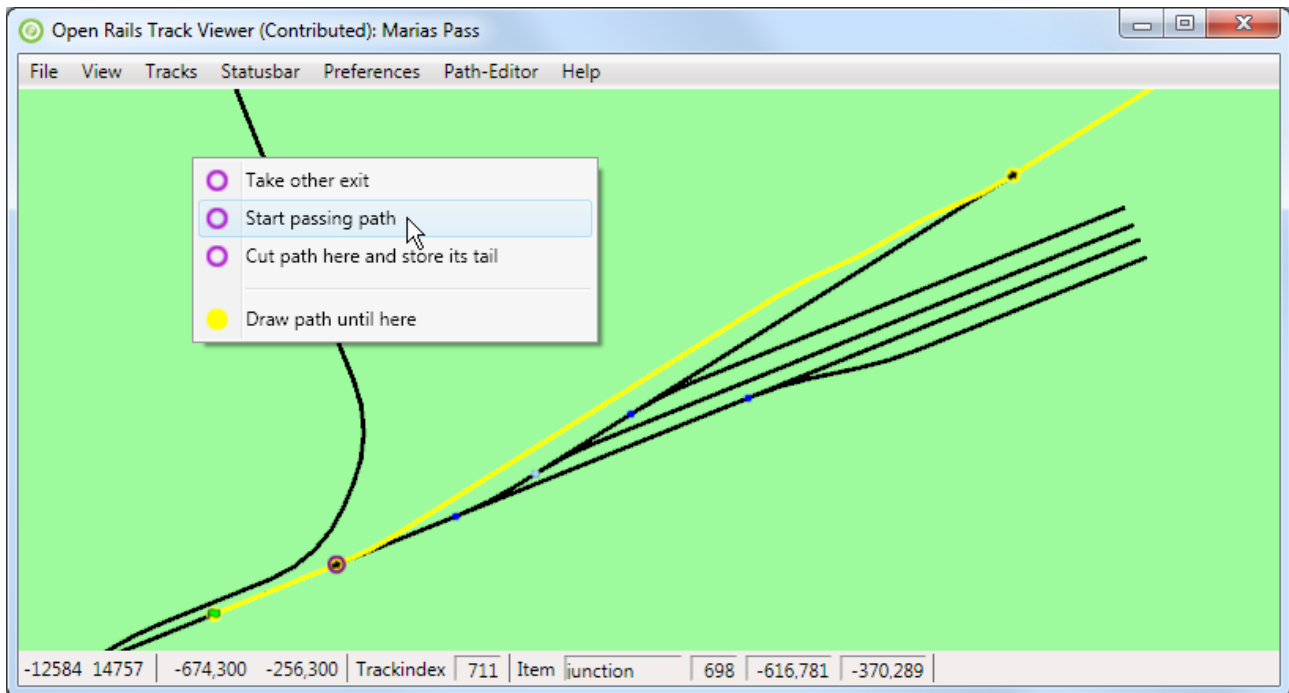 Open Rails Track Viewer (Contributed): Marias Pass
File View Tracks Statusbar Preferences Path-Editor Help
Take other exit
Start passing path
Cut path here and store its tail
Draw path until here
-12584 14757 -674,300 -256,300 Trackindex 711 Item junction 698 -616,781 -370,289